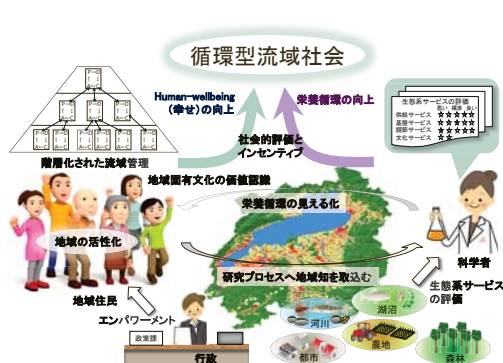 循環型流域社会
Human-wellbeing
（幸せ）の向上
栄養循環の向上
生態系サービスの評価
悪い 標準 良い
供給サービス ☆☆☆☆☆
基盤サービス ☆☆☆☆☆
調節サービス ☆☆☆☆☆
文化サービス ☆☆
階層化された流域管理
社会的評価と
インセンティブ
地域固有文化の価値認識
栄養循環の見える化
地域の活性化
科学者
研究プロセスへ地域知を取込む
生態系サービス
の評価
地域住民
エンパワーメント
湖沼
河川
政策課
農地
行政
都市
森林